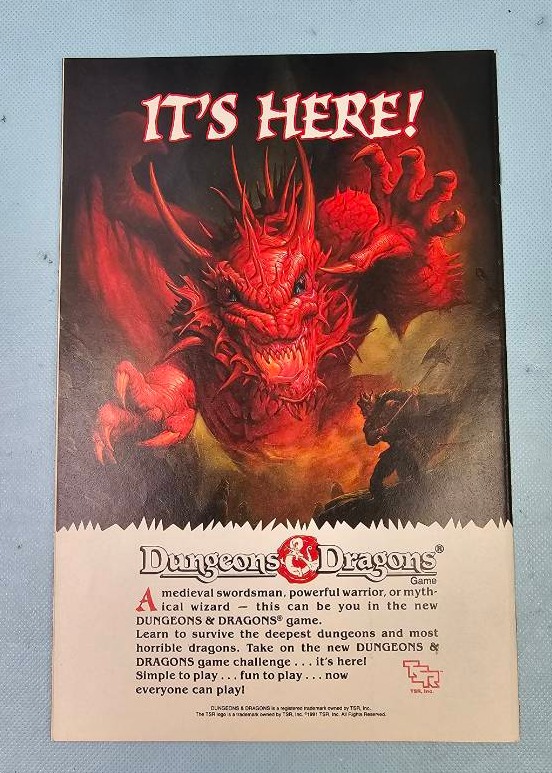 IT'S HERE!
Dungeons & Dragons®
Game
A medieval swordsman, powerful warrior, or myth-
ical wizard — this can be you in the new
DUNGEONS & DRAGONS® game.
Learn to survive the deepest dungeons and most
horrible dragons. Take on the new DUNGEONS &
DRAGONS game challenge . . . it's here!
Simple to play . . . fun to play . . . now
everyone can play!
TSR
TSR, Inc.
DUNGEONS & DRAGONS is a registered trademark owned by TSR, Inc.
The TSR logo is a trademark owned by TSR, Inc. ©1991 TSR, Inc. All Rights Reserved.